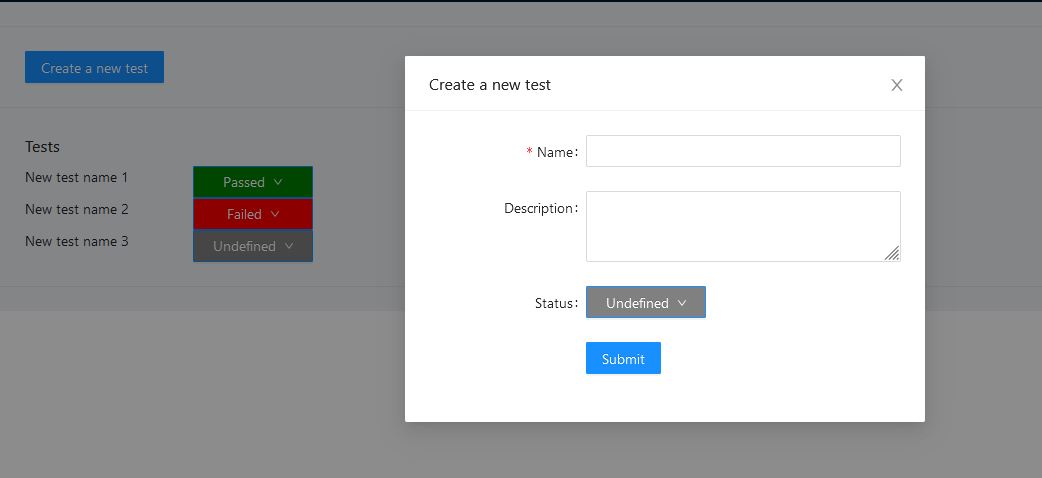 Create a new test
Tests
New test name 1 Passed
New test name 2 Failed
New test name 3 Undefined
Create a new test
* Name:
Description:
Status: Undefined
Submit